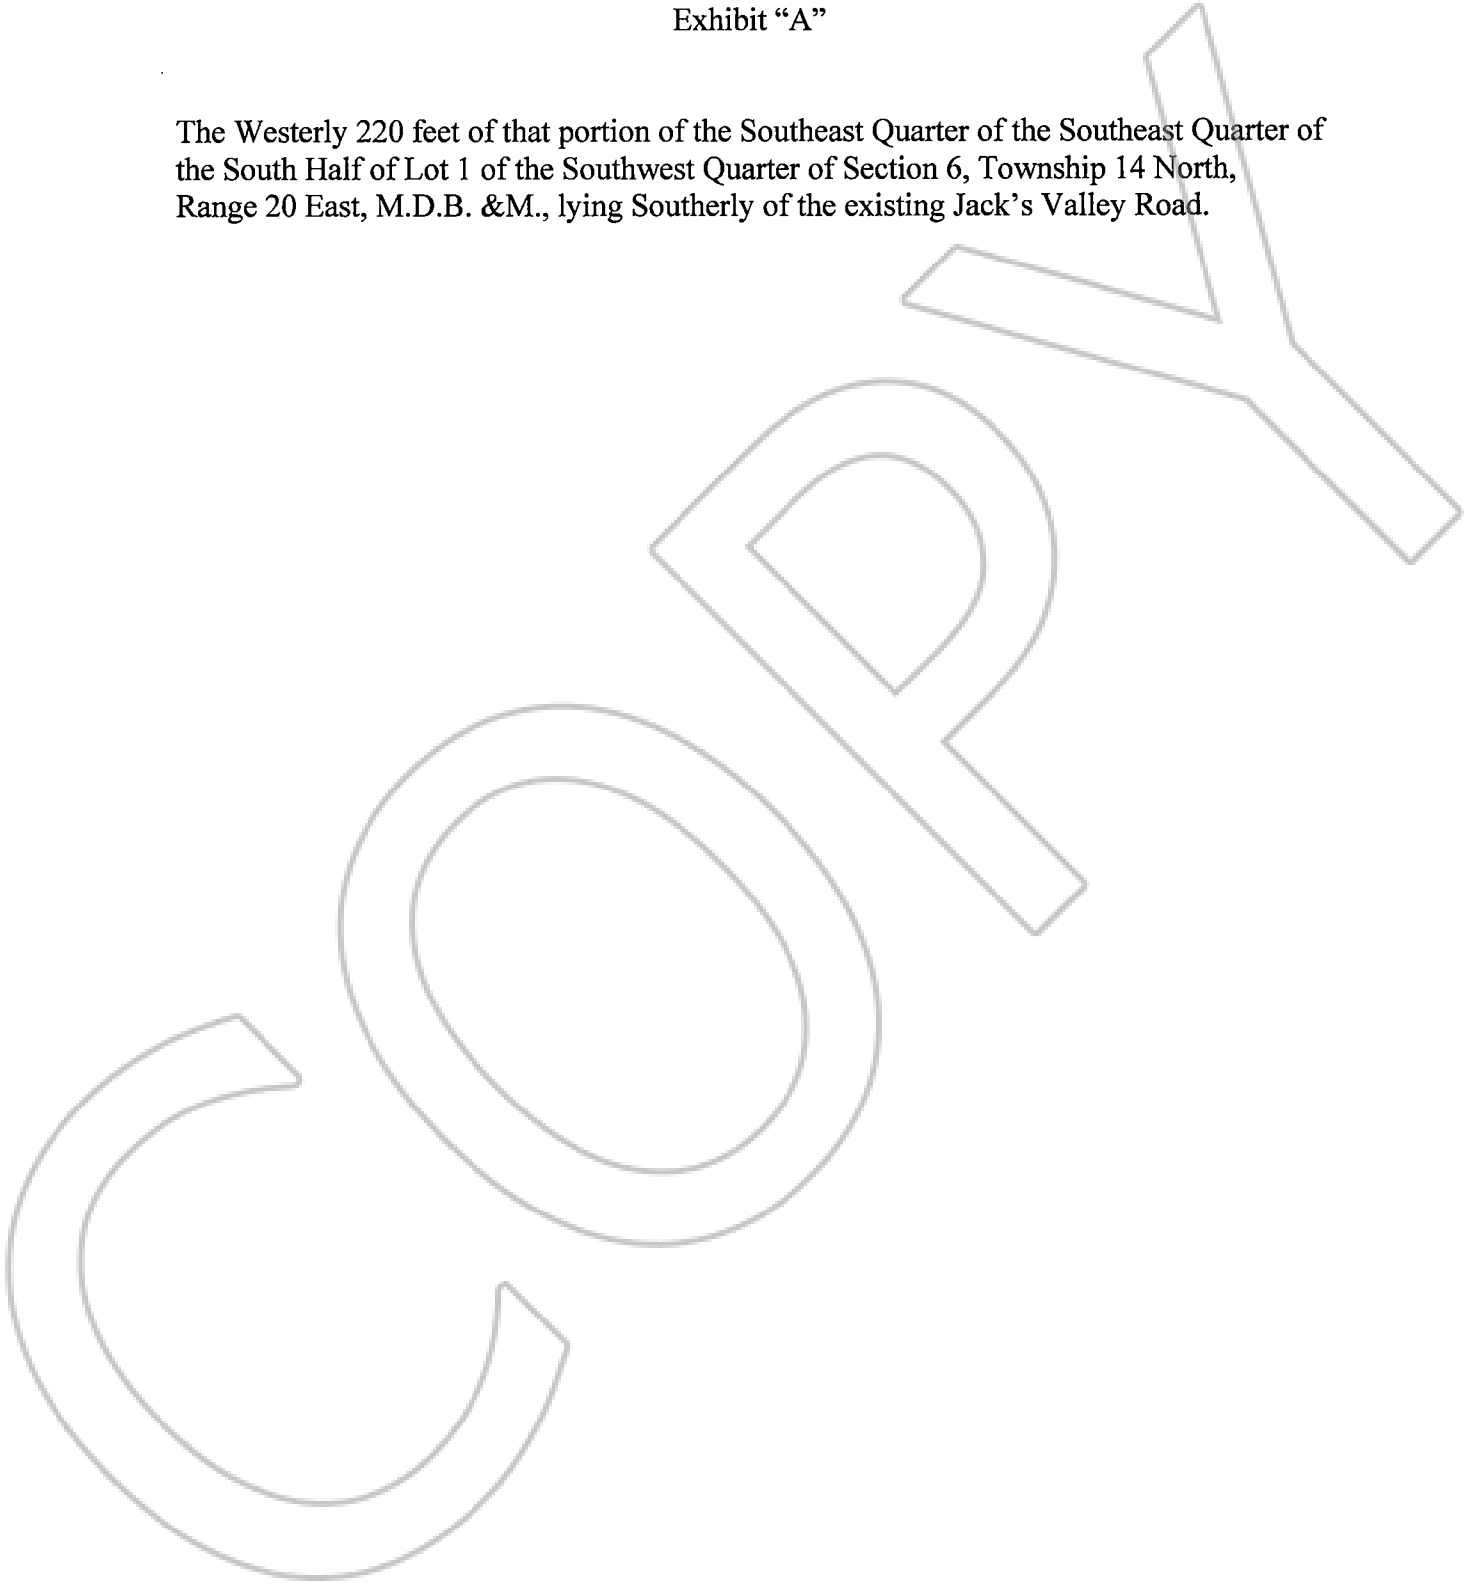 Exhibit “A”
The Westerly 220 feet of that portion of the Southeast Quarter of the Southeast Quarter of
the South Half of Lot 1 of the Southwest Quarter of Section 6, Township 14 North,
Range 20 East, M.D.B. &M., lying Southerly of the existing Jack’s Valley Road.
COPY